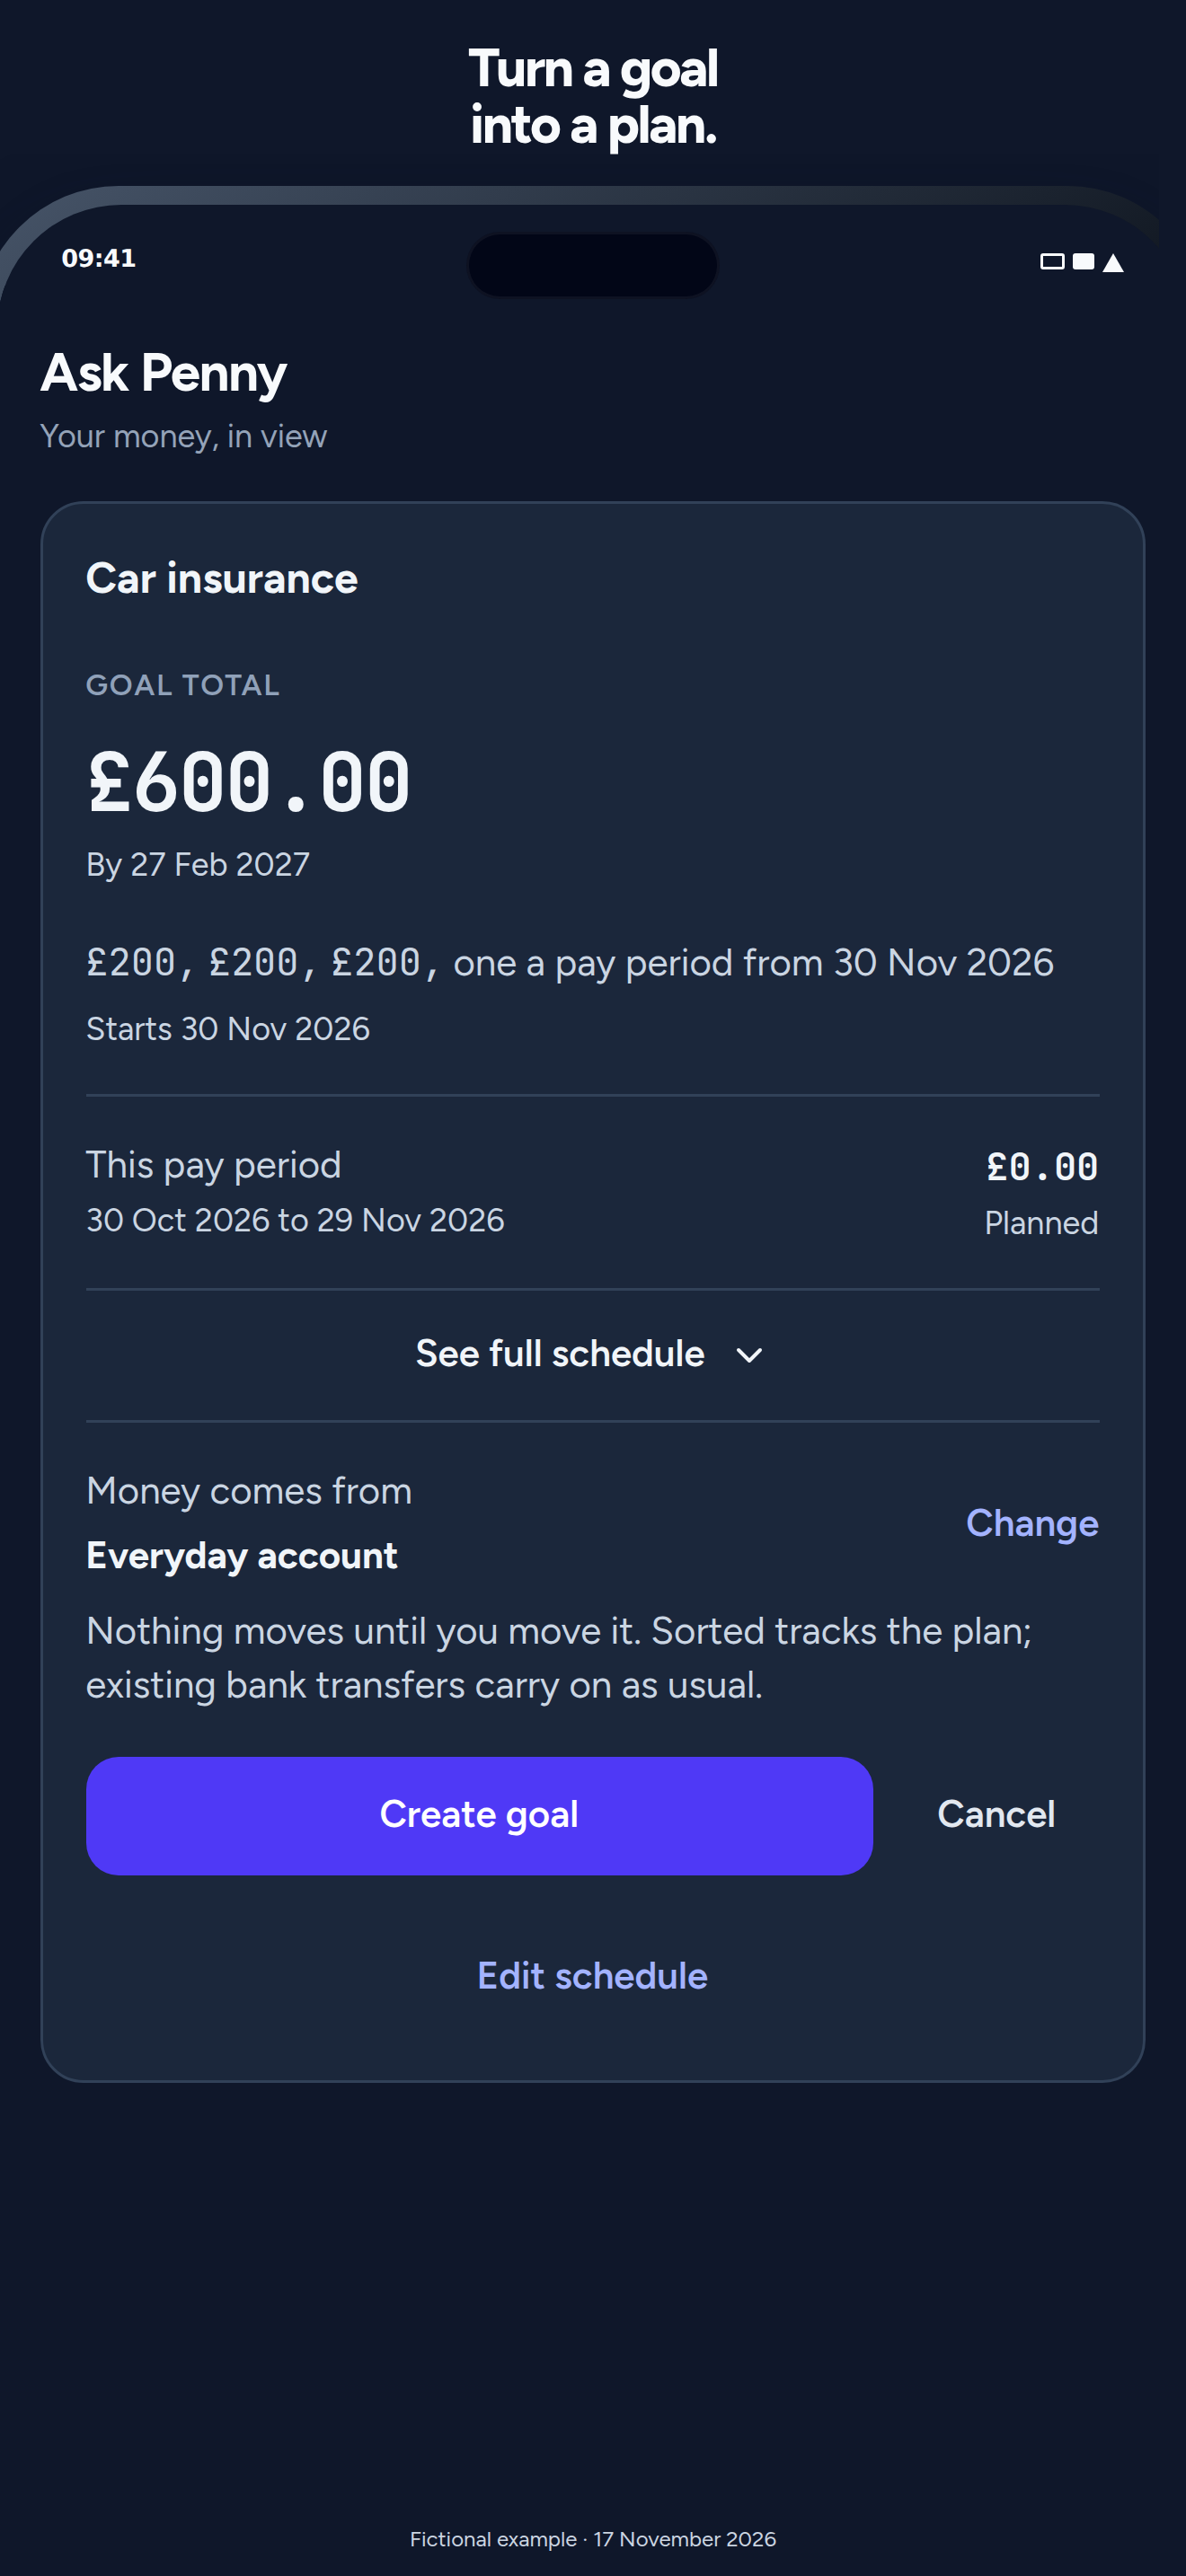 Turn a goal
into a plan.
09:41
Ask Penny
Your money, in view
Car insurance
GOAL TOTAL
£600.00
By 27 Feb 2027
£200, £200, £200, one a pay period from 30 Nov 2026
Starts 30 Nov 2026
This pay period
£0.00
30 Oct 2026 to 29 Nov 2026
Planned
See full schedule
Money comes from
Change
Everyday account
Nothing moves until you move it. Sorted tracks the plan;
existing bank transfers carry on as usual.
Create goal
Cancel
Edit schedule
Fictional example · 17 November 2026